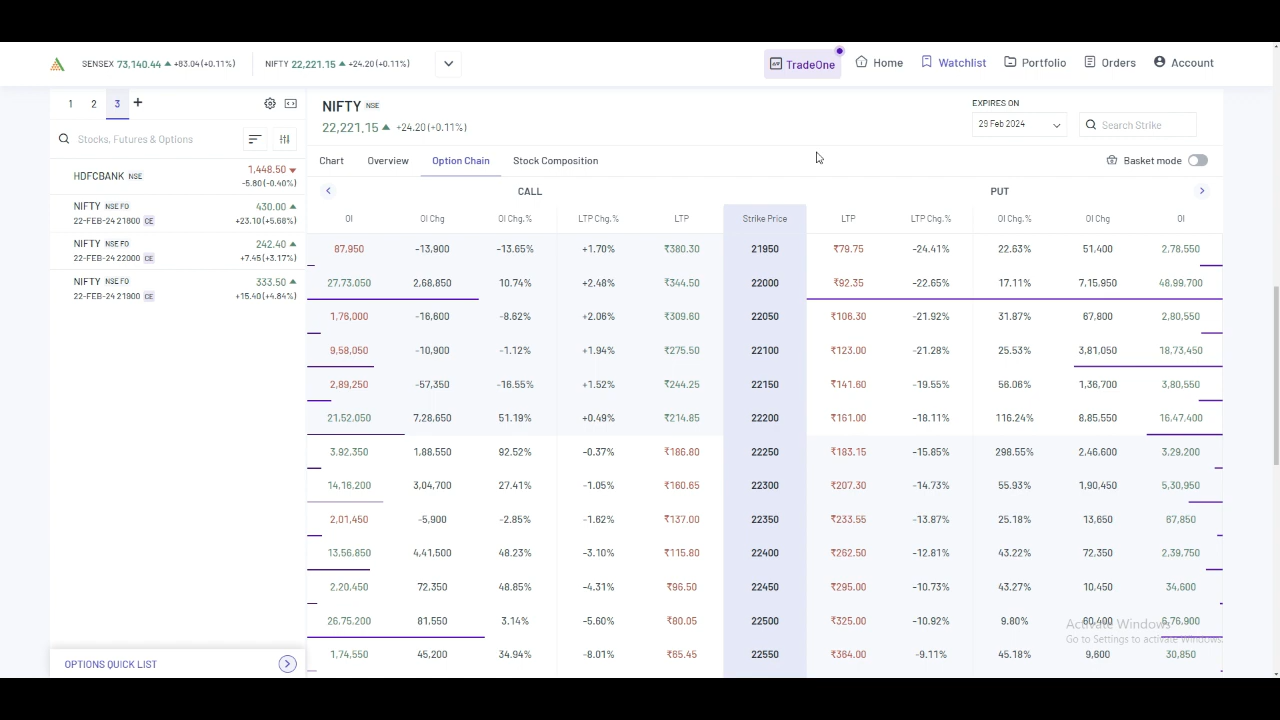 SENSEX 73,140.44 ▲ +83.04 (+0.11%) NIFTY 22,221.15 ▲ +24.20 (+0.11%) TradeOne Home Watchlist Portfolio Orders Account
1 2 3 + NIFTY NSE EXPIRES ON
22,221.15 ▲ +24.20 (+0.11%) 29 Feb 2024 Search Strike
Stocks, Futures & Options
Chart Overview Option Chain Stock Composition Basket mode
HDFCBANK NSE 1,448.50 ▼
-5.80 (-0.40%)
NIFTY NSE FO 430.00 ▲
22-FEB-24 21800 CE +23.10 (+5.68%)
NIFTY NSE FO 242.40 ▲
22-FEB-24 22000 CE +7.45 (+3.17%)
NIFTY NSE FO 333.50 ▲
22-FEB-24 21900 CE +15.40 (+4.84%)
CALL PUT
OI OI Chg OI Chg.% LTP Chg.% LTP Strike Price LTP LTP Chg.% OI Chg.% OI Chg OI
87,950 -13,900 -13.65% +1.70% ₹380.30 21950 ₹79.75 -24.41% 22.63% 51,400 2,78,550
27,73,050 2,68,850 10.74% +2.48% ₹344.50 22000 ₹92.35 -22.65% 17.11% 7,15,950 48,99,700
1,76,000 -16,600 -8.62% +2.06% ₹309.60 22050 ₹106.30 -21.92% 31.87% 67,800 2,80,550
9,58,050 -10,900 -1.12% +1.94% ₹275.50 22100 ₹123.00 -21.28% 25.53% 3,81,050 18,73,450
2,89,250 -57,350 -16.55% +1.52% ₹244.25 22150 ₹141.60 -19.55% 56.06% 1,36,700 3,80,550
21,52,050 7,28,650 51.19% +0.49% ₹214.85 22200 ₹161.00 -18.11% 116.24% 8,85,550 16,47,400
3,92,350 1,88,550 92.52% -0.37% ₹186.80 22250 ₹183.15 -15.85% 298.55% 2,46,600 3,29,200
14,16,200 3,04,700 27.41% -1.05% ₹160.65 22300 ₹207.30 -14.73% 55.93% 1,90,450 5,30,950
2,01,450 -5,900 -2.85% -1.62% ₹137.00 22350 ₹233.55 -13.87% 25.18% 13,650 67,850
13,56,850 4,41,500 48.23% -3.10% ₹115.80 22400 ₹262.50 -12.81% 43.22% 72,350 2,39,750
2,20,450 72,350 48.85% -4.31% ₹96.50 22450 ₹295.00 -10.73% 43.27% 10,450 34,600
26,75,200 81,550 3.14% -5.60% ₹80.05 22500 ₹325.00 -10.92% 9.80% 60,400 6,76,900
1,74,550 45,200 34.94% -8.01% ₹65.45 22550 ₹364.00 -9.11% 45.18% 9,600 30,850
Activate Windows
Go to Settings to activate Windows.
OPTIONS QUICK LIST